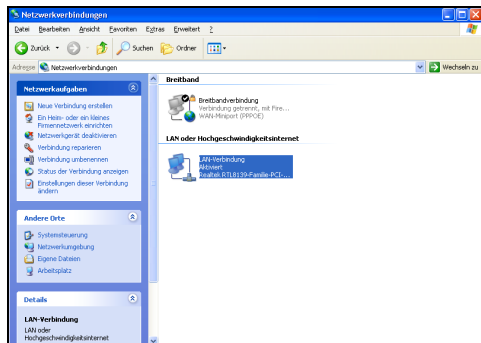 Netzwerkverbindungen
Datei Bearbeiten Ansicht Favoriten Extras Erweitert ?
Zurück Suchen Ordner
Adresse Netzwerkverbindungen Wechseln zu
Netzwerkaufgaben
Neue Verbindung erstellen
Ein Heim- oder ein kleines
Firmennetzwerk einrichten
Netzwerkgerät deaktivieren
Verbindung reparieren
Verbindung umbenennen
Status der Verbindung anzeigen
Einstellungen dieser Verbindung
ändern
Andere Orte
Systemsteuerung
Netzwerkumgebung
Eigene Dateien
Arbeitsplatz
Details
LAN-Verbindung
LAN oder
Hochgeschwindigkeitsinternet
Breitband
Breitbandverbindung
Verbindung getrennt, mit Fire...
WAN-Miniport (PPPOE)
LAN oder Hochgeschwindigkeitsinternet
LAN-Verbindung
Aktiviert
Realtek RTL8139-Familie-PCI-...